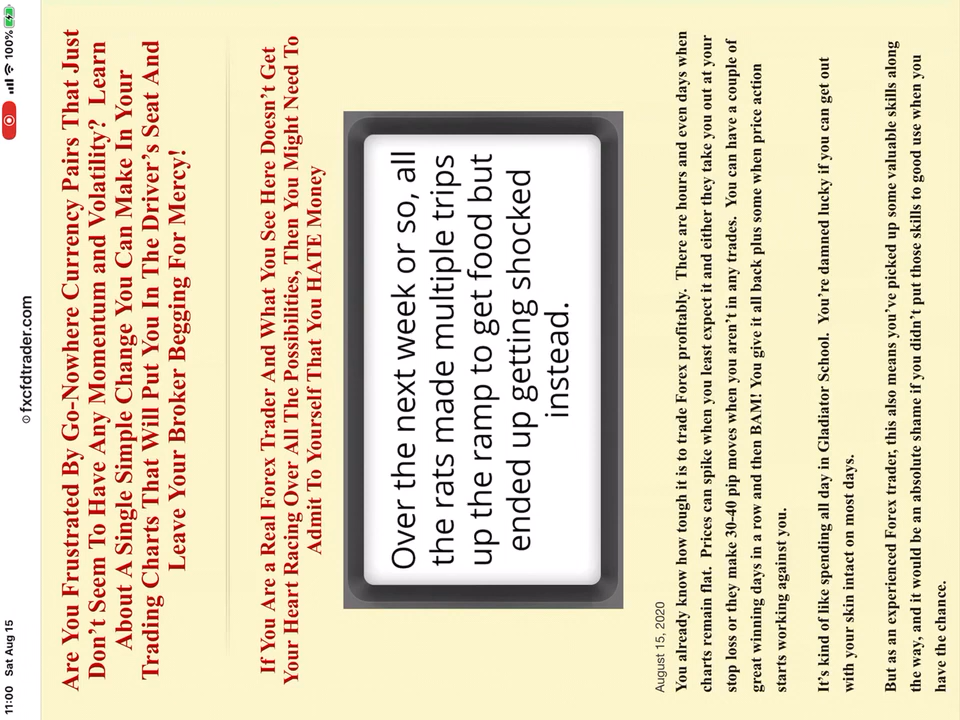 11:00 Sat Aug 15
100%
fxcfdtrader.com
Are You Frustrated By Go-Nowhere Currency Pairs That Just
Don't Seem To Have Any Momentum and Volatility? Learn
About A Single Simple Change You Can Make In Your
Trading Charts That Will Put You In The Driver's Seat And
Leave Your Broker Begging For Mercy!
If You Are a Real Forex Trader And What You See Here Doesn't Get
Your Heart Racing Over All The Possibilities, Then You Might Need To
Admit To Yourself That You HATE Money
Over the next week or so, all
the rats made multiple trips
up the ramp to get food but
ended up getting shocked
instead.
August 15, 2020
You already know how tough it is to trade Forex profitably. There are hours and even days when
charts remain flat. Prices can spike when you least expect it and either they take you out at your
stop loss or they make 30-40 pip moves when you aren't in any trades. You can have a couple of
great winning days in a row and then BAM! You give it all back plus some when price action
starts working against you.
It's kind of like spending all day in Gladiator School. You're damned lucky if you can get out
with your skin intact on most days.
But as an experienced Forex trader, this also means you've picked up some valuable skills along
the way, and it would be an absolute shame if you didn't put those skills to good use when you
have the chance.